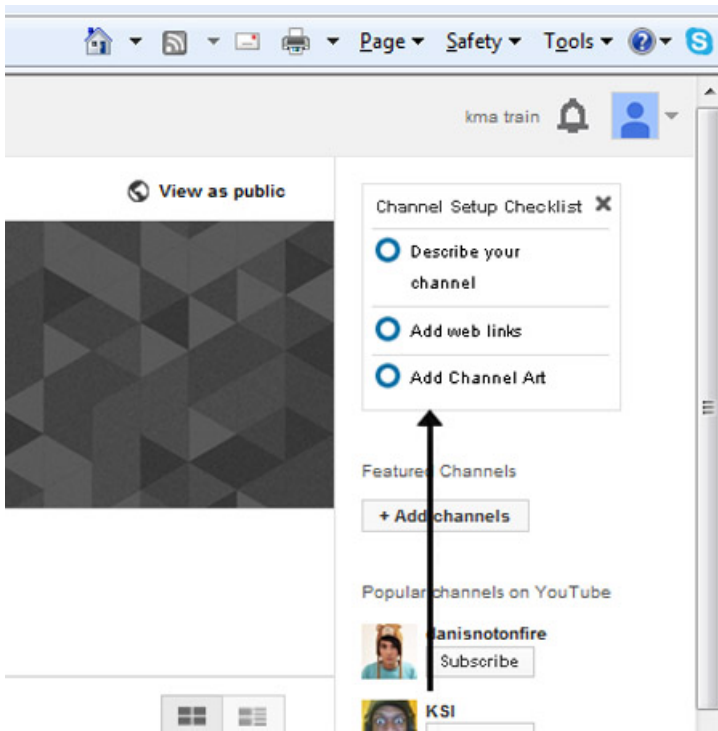 Page Safety Tools
kma train
View as public
Channel Setup Checklist
Describe your
channel
Add web links
Add Channel Art
Featured Channels
+ Add channels
Popular channels on YouTube
danisnotonfire
Subscribe
KSI